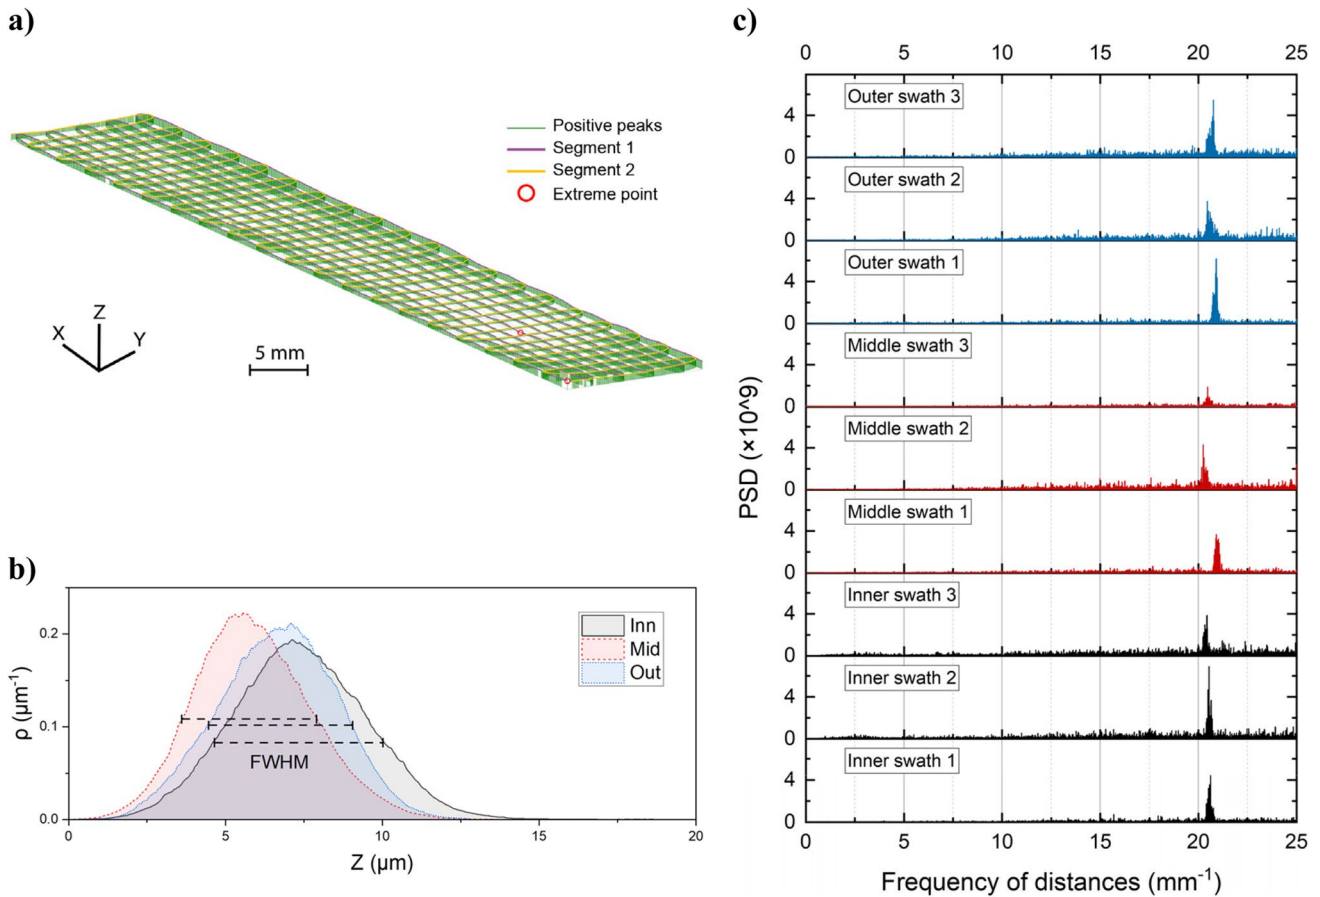 a)
Positive peaks
Segment 1
Segment 2
Extreme point
Z
X
Y
5 mm
b)
0.2
0.1
0.0
ρ (µm⁻¹)
Inn
Mid
Out
FWHM
0 5 10 15 20
Z (µm)
c)
0 5 10 15 20 25
Outer swath 3
4
0
Outer swath 2
4
0
Outer swath 1
4
0
Middle swath 3
4
0
Middle swath 2
4
0
Middle swath 1
4
0
Inner swath 3
4
0
Inner swath 2
4
0
Inner swath 1
4
0
PSD (×10^9)
0 5 10 15 20 25
Frequency of distances (mm⁻¹)